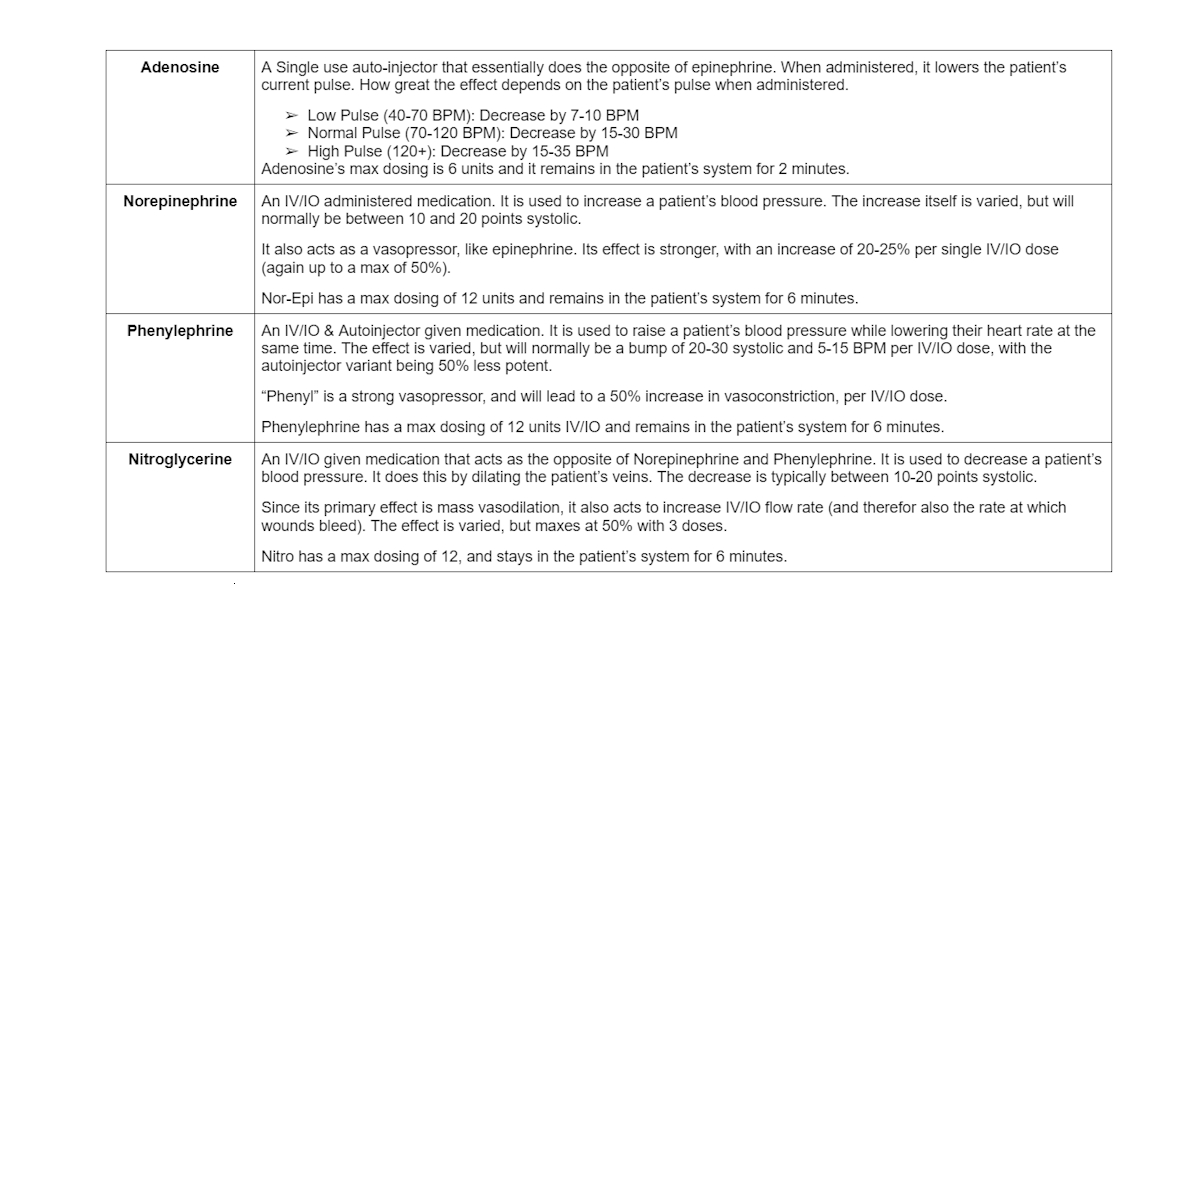 Adenosine
A Single use auto-injector that essentially does the opposite of epinephrine. When administered, it lowers the patient’s
current pulse. How great the effect depends on the patient’s pulse when administered.
➢ Low Pulse (40-70 BPM): Decrease by 7-10 BPM
➢ Normal Pulse (70-120 BPM): Decrease by 15-30 BPM
➢ High Pulse (120+): Decrease by 15-35 BPM
Adenosine’s max dosing is 6 units and it remains in the patient’s system for 2 minutes.
Norepinephrine
An IV/IO administered medication. It is used to increase a patient’s blood pressure. The increase itself is varied, but will
normally be between 10 and 20 points systolic.
It also acts as a vasopressor, like epinephrine. Its effect is stronger, with an increase of 20-25% per single IV/IO dose
(again up to a max of 50%).
Nor-Epi has a max dosing of 12 units and remains in the patient’s system for 6 minutes.
Phenylephrine
An IV/IO & Autoinjector given medication. It is used to raise a patient’s blood pressure while lowering their heart rate at the
same time. The effect is varied, but will normally be a bump of 20-30 systolic and 5-15 BPM per IV/IO dose, with the
autoinjector variant being 50% less potent.
“Phenyl” is a strong vasopressor, and will lead to a 50% increase in vasoconstriction, per IV/IO dose.
Phenylephrine has a max dosing of 12 units IV/IO and remains in the patient’s system for 6 minutes.
Nitroglycerine
An IV/IO given medication that acts as the opposite of Norepinephrine and Phenylephrine. It is used to decrease a patient’s
blood pressure. It does this by dilating the patient’s veins. The decrease is typically between 10-20 points systolic.
Since its primary effect is mass vasodilation, it also acts to increase IV/IO flow rate (and therefor also the rate at which
wounds bleed). The effect is varied, but maxes at 50% with 3 doses.
Nitro has a max dosing of 12, and stays in the patient’s system for 6 minutes.